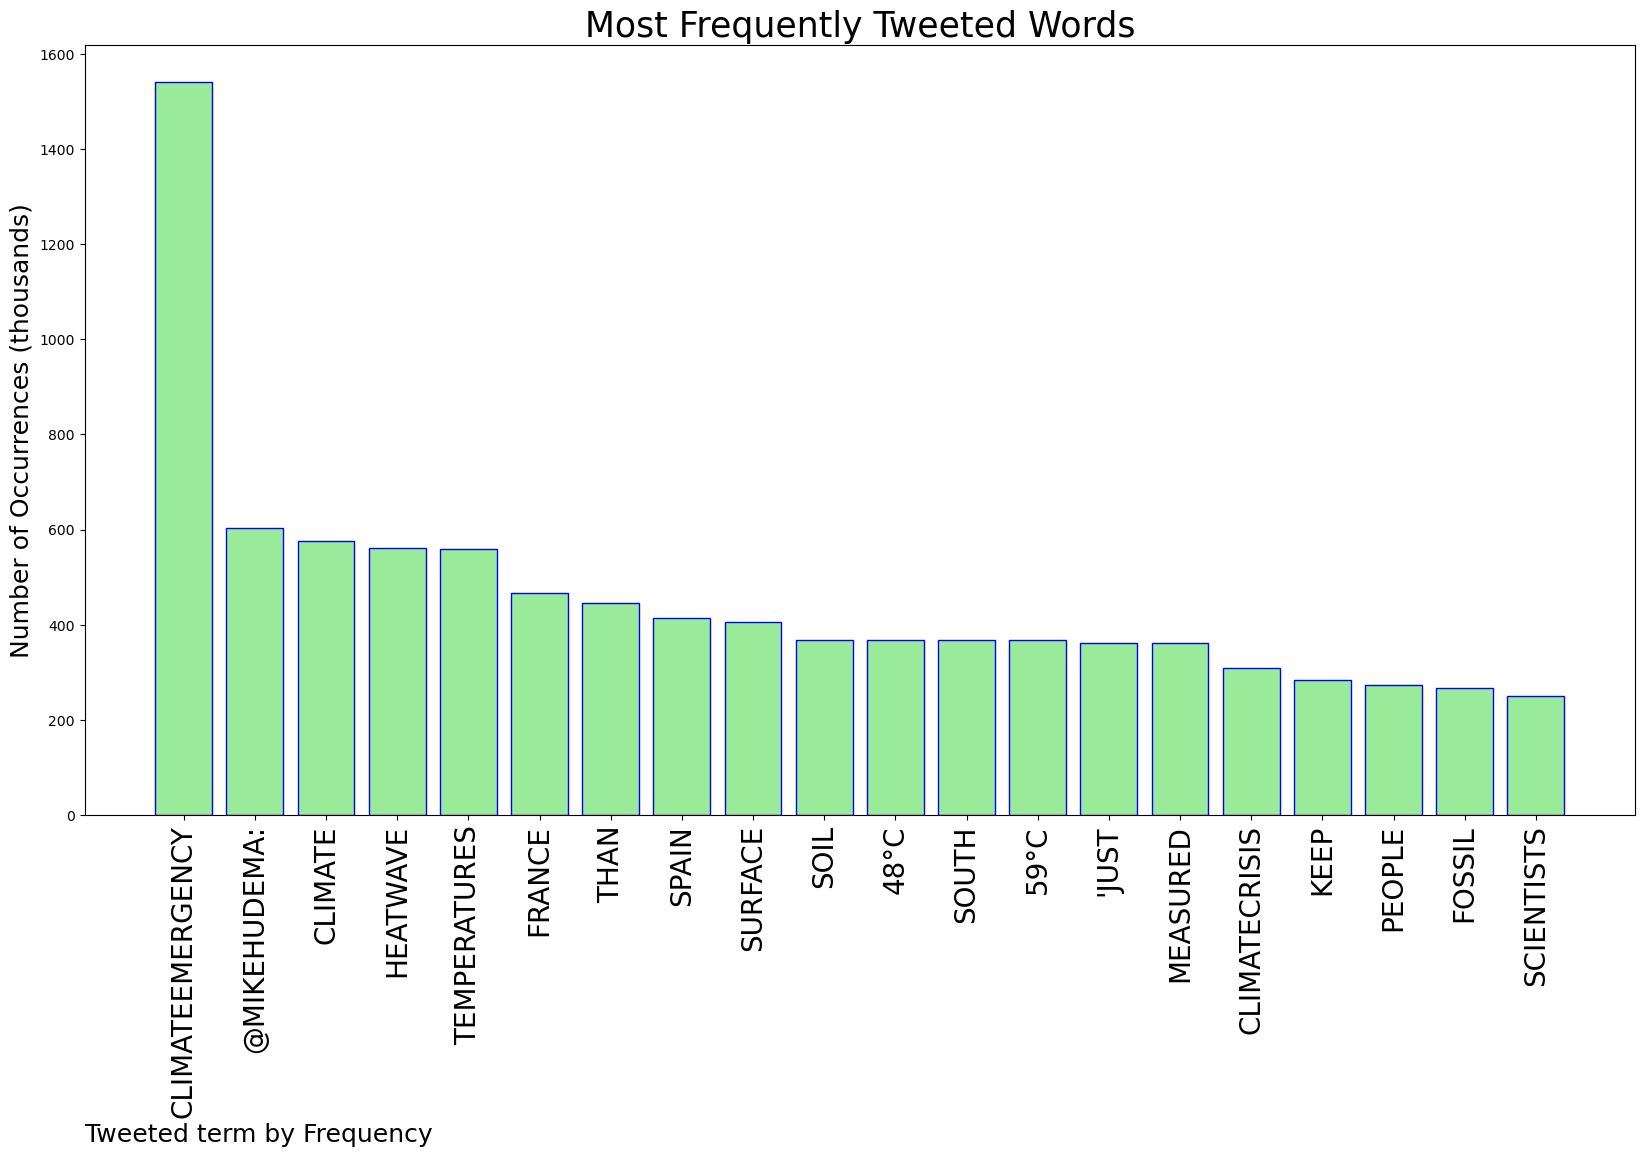 Most Frequently Tweeted Words
Number of Occurrences (thousands)
1600
1400
1200
1000
800
600
400
200
0
CLIMATEEMERGENCY
@MIKEHUDEMA:
CLIMATE
HEATWAVE
TEMPERATURES
FRANCE
THAN
SPAIN
SURFACE
SOIL
48°C
SOUTH
59°C
'JUST
MEASURED
CLIMATECRISIS
KEEP
PEOPLE
FOSSIL
SCIENTISTS
Tweeted term by Frequency